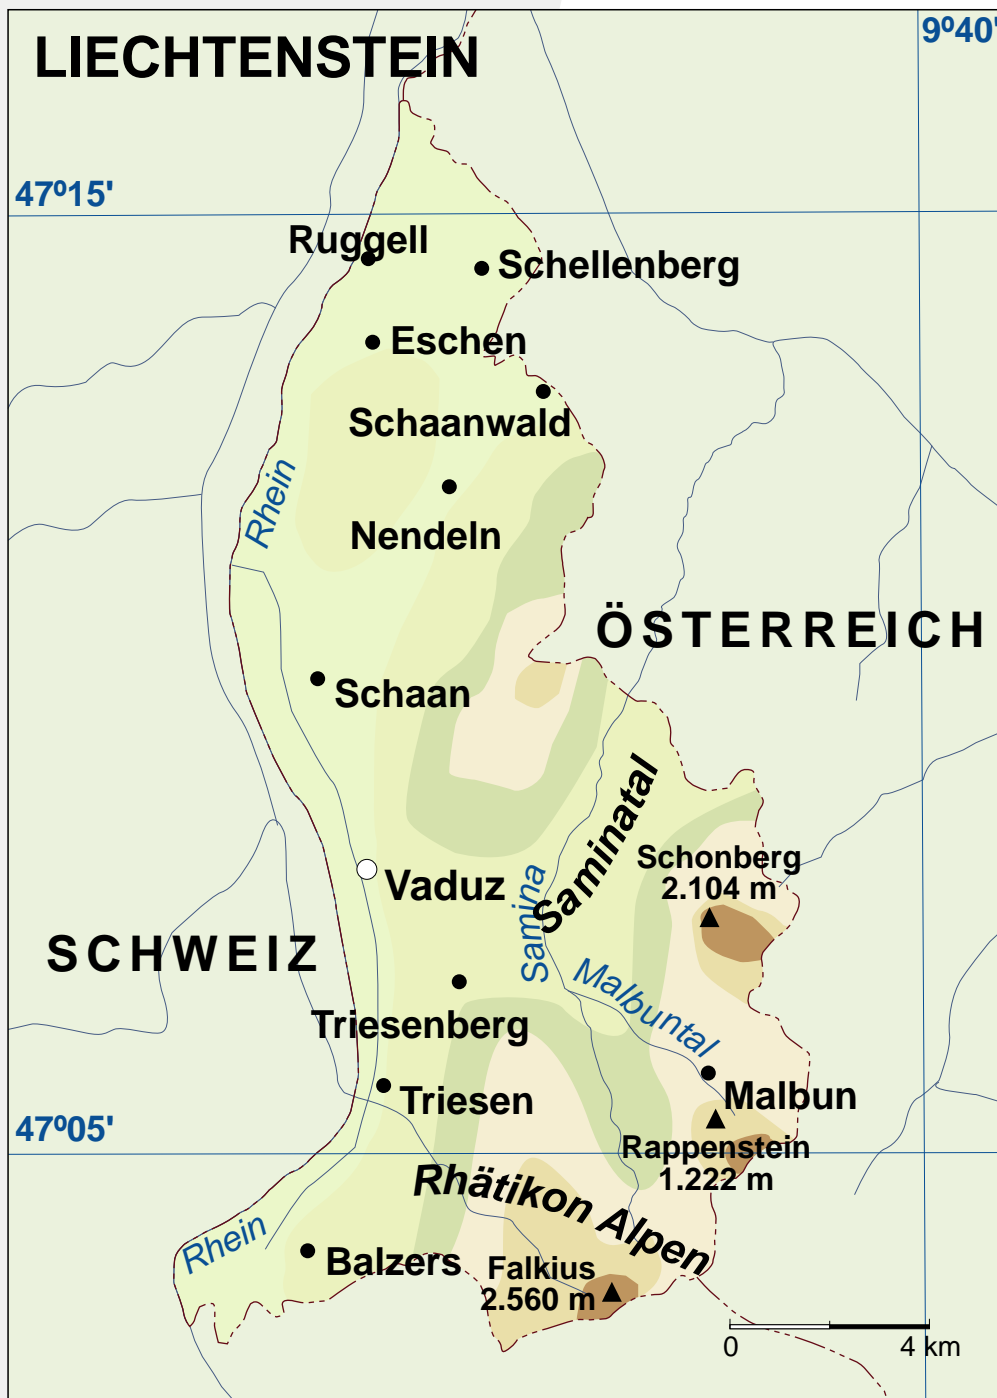 LIECHTENSTEIN
9º40'
47º15'
Ruggell
Schellenberg
Eschen
Schaanwald
Rhein
Nendeln
ÖSTERREICH
Schaan
Saminatal
Schonberg
2.104 m
Vaduz
Samina
SCHWEIZ
Malbuntal
Triesenberg
Triesen
Malbun
47º05'
Rappenstein
1.222 m
Rhätikon Alpen
Rhein
Balzers
Falkius
2.560 m
0 4 km